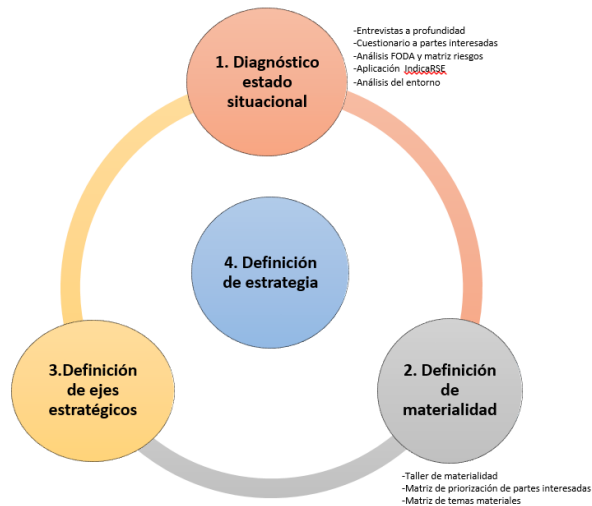 1. Diagnóstico
estado
situacional
-Entrevistas a profundidad
-Cuestionario a partes interesadas
-Análisis FODA y matriz riesgos
-Aplicación IndicaRSE
-Análisis del entorno
4. Definición
de estrategia
3.Definición
de ejes
estratégicos
2. Definición
de
materialidad
-Taller de materialidad
-Matriz de priorización de partes interesadas
-Matriz de temas materiales